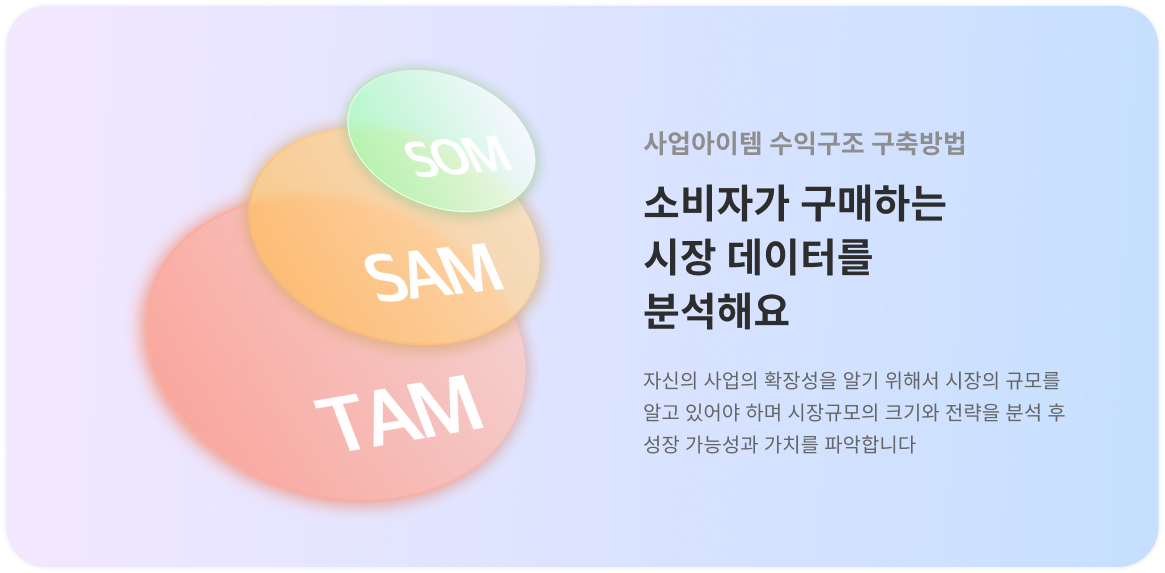 SOM
SAM
TAM
사업아이템 수익구조 구축방법
소비자가 구매하는
시장 데이터를
분석해요
자신의 사업의 확장성을 알기 위해서 시장의 규모를
알고 있어야 하며 시장규모의 크기와 전략을 분석 후
성장 가능성과 가치를 파악합니다